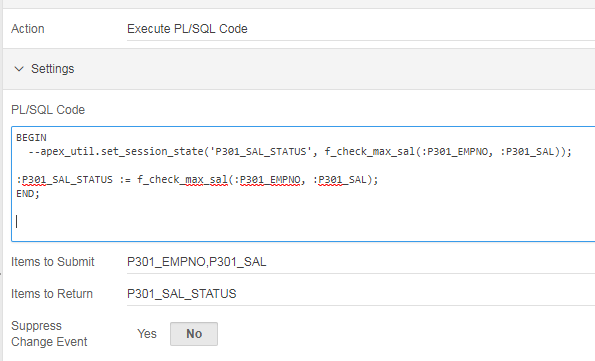 Action Execute PL/SQL Code
Settings
PL/SQL Code
BEGIN
--apex_util.set_session_state('P301_SAL_STATUS', f_check_max_sal(:P301_EMPNO, :P301_SAL));
:P301_SAL_STATUS := f_check_max_sal(:P301_EMPNO, :P301_SAL);
END;
Items to Submit P301_EMPNO,P301_SAL
Items to Return P301_SAL_STATUS
Suppress
Change Event Yes No